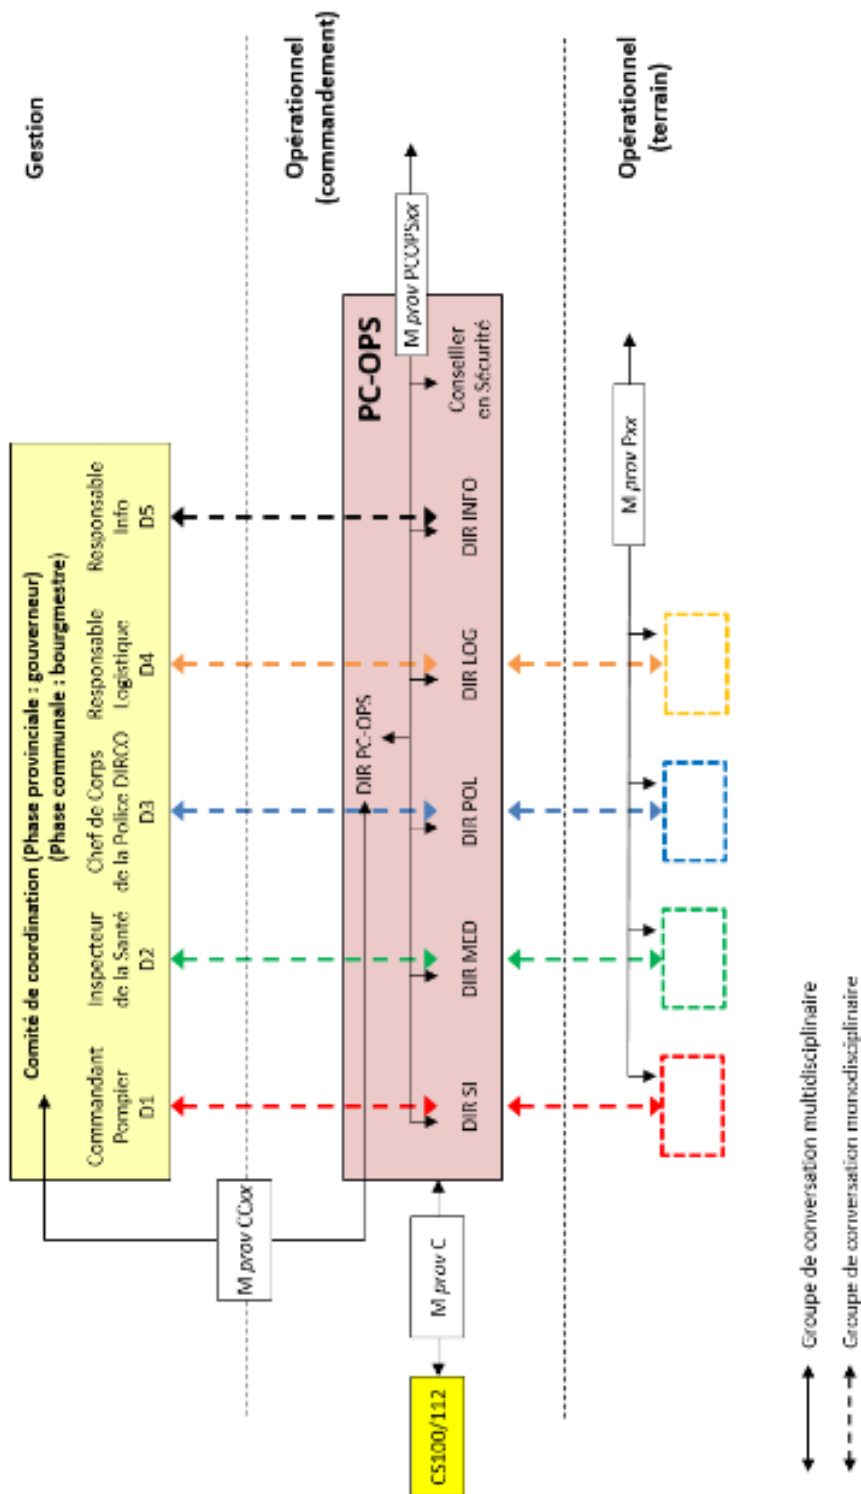 Gestion
Comité de coordination (Phase provinciale : gouverneur)
(Phase communale : bourgmestre)
Commandant
Pompier
D1
Inspecteur
de la Santé
D2
Chef de Corps
de la Police DIRCO
D3
Responsable
Logistique
D4
Responsable
Info
D5
M prov CCxx
Opérationnel
(commandement)
PC-OPS
DIR PC-OPS
CS100/112
M prov C
DIR SI
DIR MED
DIR POL
DIR LOG
DIR INFO
Conseiller
en Sécurité
M prov PCOPSxx
Opérationnel
(terrain)
M prov Pxx
Groupe de conversation multidisciplinaire
Groupe de conversation monodisciplinaire